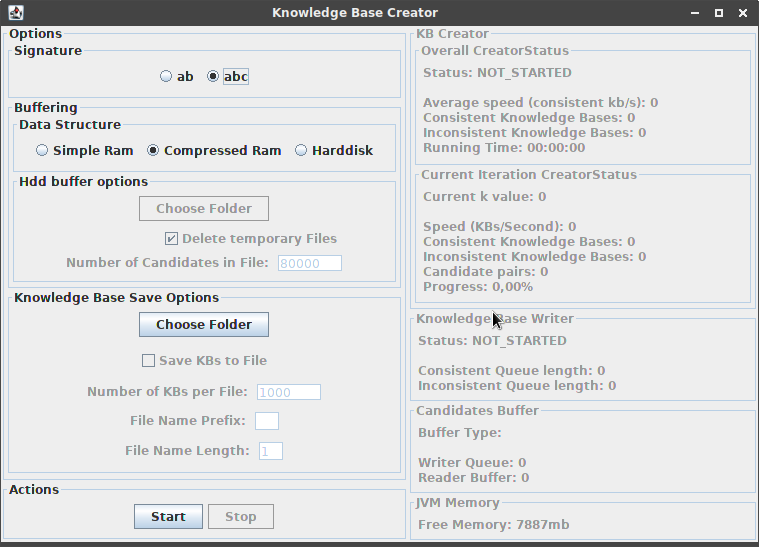 Knowledge Base Creator
Options
Signature
ab abc
Buffering
Data Structure
Simple Ram Compressed Ram Harddisk
Hdd buffer options
Choose Folder
Delete temporary Files
Number of Candidates in File: 80000
Knowledge Base Save Options
Choose Folder
Save KBs to File
Number of KBs per File: 1000
File Name Prefix:
File Name Length: 1
Actions
Start Stop
KB Creator
Overall CreatorStatus
Status: NOT_STARTED
Average speed (consistent kb/s): 0
Consistent Knowledge Bases: 0
Inconsistent Knowledge Bases: 0
Running Time: 00:00:00
Current Iteration CreatorStatus
Current k value: 0
Speed (KBs/Second): 0
Consistent Knowledge Bases: 0
Inconsistent Knowledge Bases: 0
Candidate pairs: 0
Progress: 0,00%
Knowledge Base Writer
Status: NOT_STARTED
Consistent Queue length: 0
Inconsistent Queue length: 0
Candidates Buffer
Buffer Type:
Writer Queue: 0
Reader Buffer: 0
JVM Memory
Free Memory: 7887mb